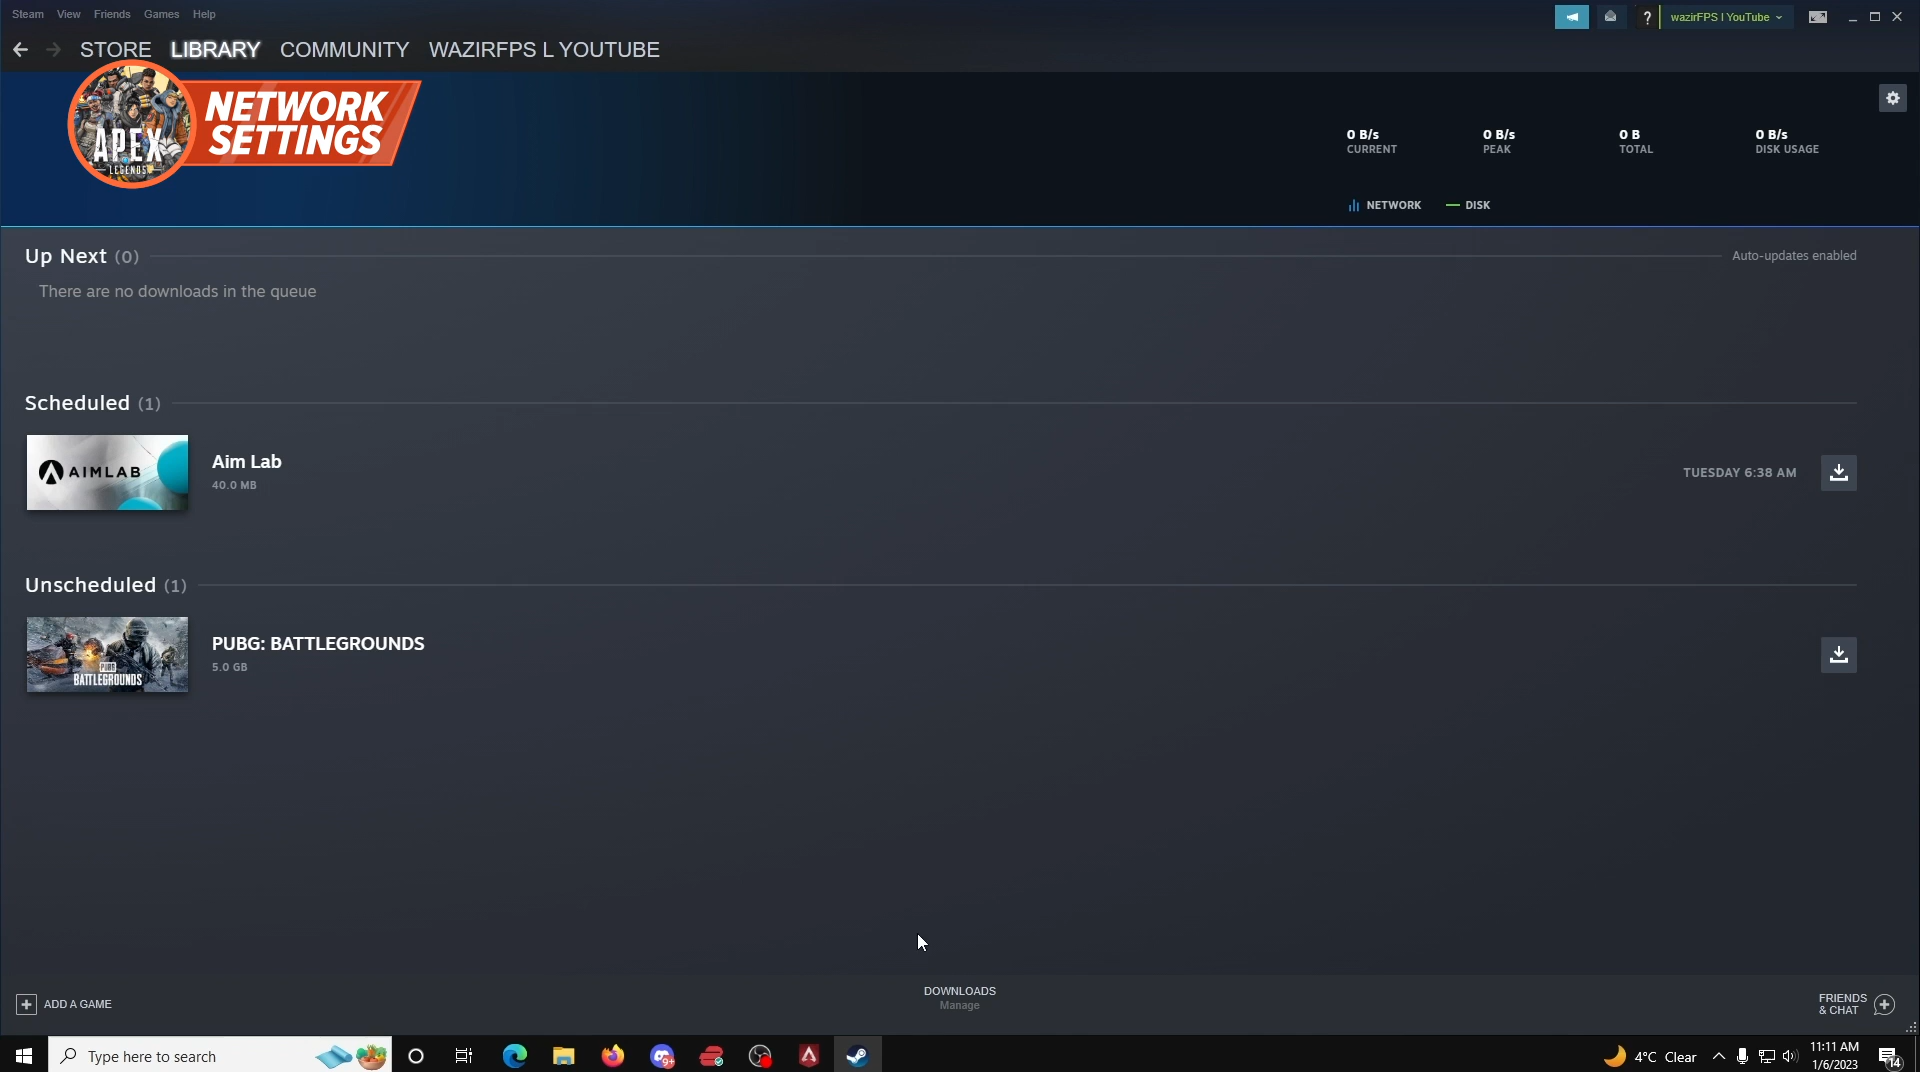 Steam View Friends Games Help
? wazirFPS l YouTube
STORE LIBRARY COMMUNITY WAZIRFPS L YOUTUBE
APEX
LEGENDS
NETWORK
SETTINGS
0 B/s 0 B/s 0 B 0 B/s
CURRENT PEAK TOTAL DISK USAGE
NETWORK DISK
Up Next (0) Auto-updates enabled
There are no downloads in the queue
Scheduled (1)
AIMLAB
Aim Lab
40.0 MB
TUESDAY 6:38 AM
Unscheduled (1)
PUBG
BATTLEGROUNDS
PUBG: BATTLEGROUNDS
5.0 GB
ADD A GAME
DOWNLOADS
Manage
FRIENDS
& CHAT
Type here to search
9+
4°C Clear
11:11 AM
1/6/2023
14